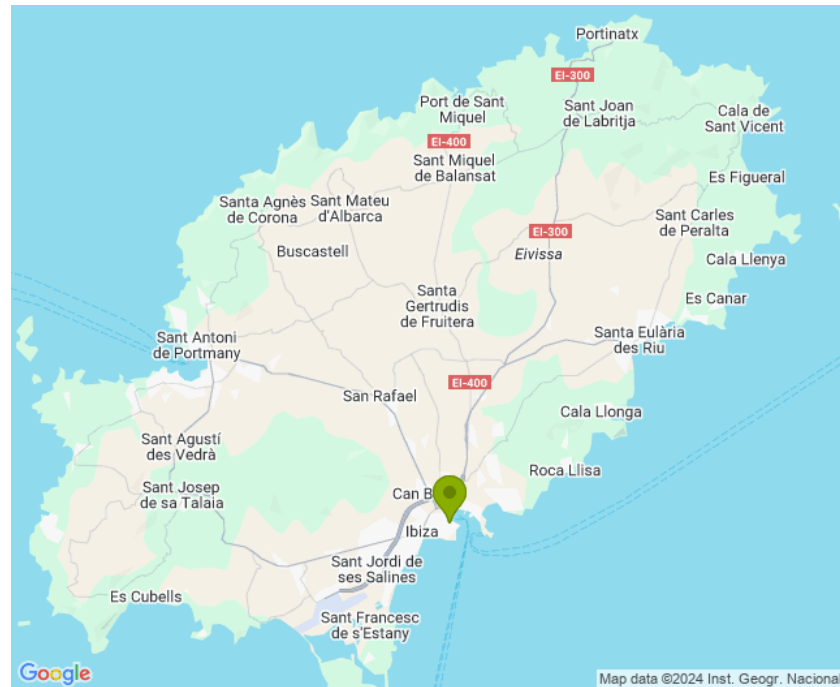 Portinatx
EI-300
Port de Sant
Miquel
Sant Joan
de Labritja
Cala de
Sant Vicent
EI-400
Sant Miquel
de Balansat
Es Figueral
Santa Agnès
de Corona
Sant Mateu
d'Albarca
Sant Carles
de Peralta
EI-300
Buscastell
Eivissa
Cala Llenya
Santa
Gertrudis
de Fruitera
Es Canar
Sant Antoni
de Portmany
Santa Eulària
des Riu
EI-400
San Rafael
Cala Llonga
Sant Agustí
des Vedrà
Roca Llisa
Sant Josep
de sa Talaia
Can B
Ibiza
Sant Jordi de
ses Salines
Es Cubells
Sant Francesc
de s'Estany
Google
Map data ©2024 Inst. Geogr. Nacional